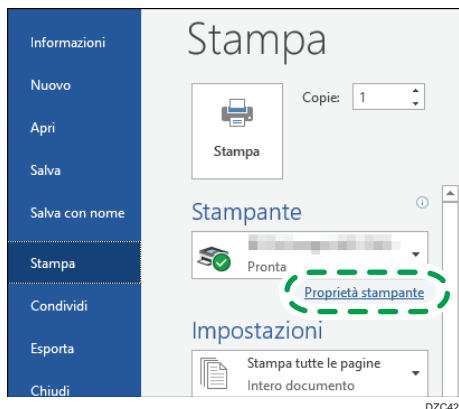 Informazioni
Nuovo
Apri
Salva
Salva con nome
Stampa
Condividi
Esporta
Chiudi
Stampa
Copie: 1
Stampa
Stampante
Pronta
Proprietà stampante
Impostazioni
Stampa tutte le pagine
Intero documento
DZC42